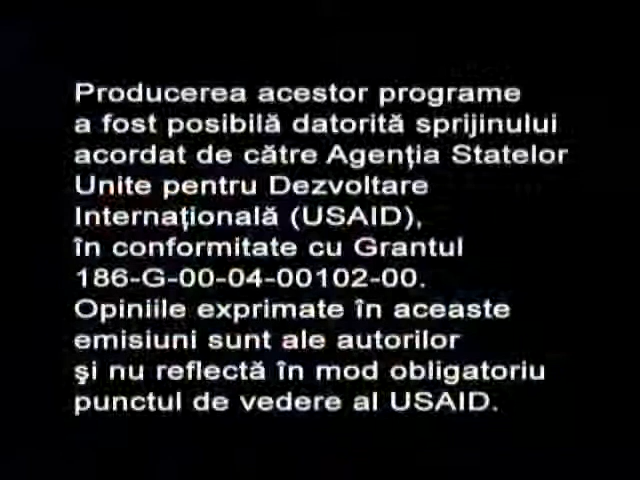 Producerea acestor programe
a fost posibilă datorită sprijinului
acordat de către Agenţia Statelor
Unite pentru Dezvoltare
Internaţională (USAID),
în conformitate cu Grantul
186-G-00-04-00102-00.
Opiniile exprimate în aceaste
emisiuni sunt ale autorilor
şi nu reflectă în mod obligatoriu
punctul de vedere al USAID.